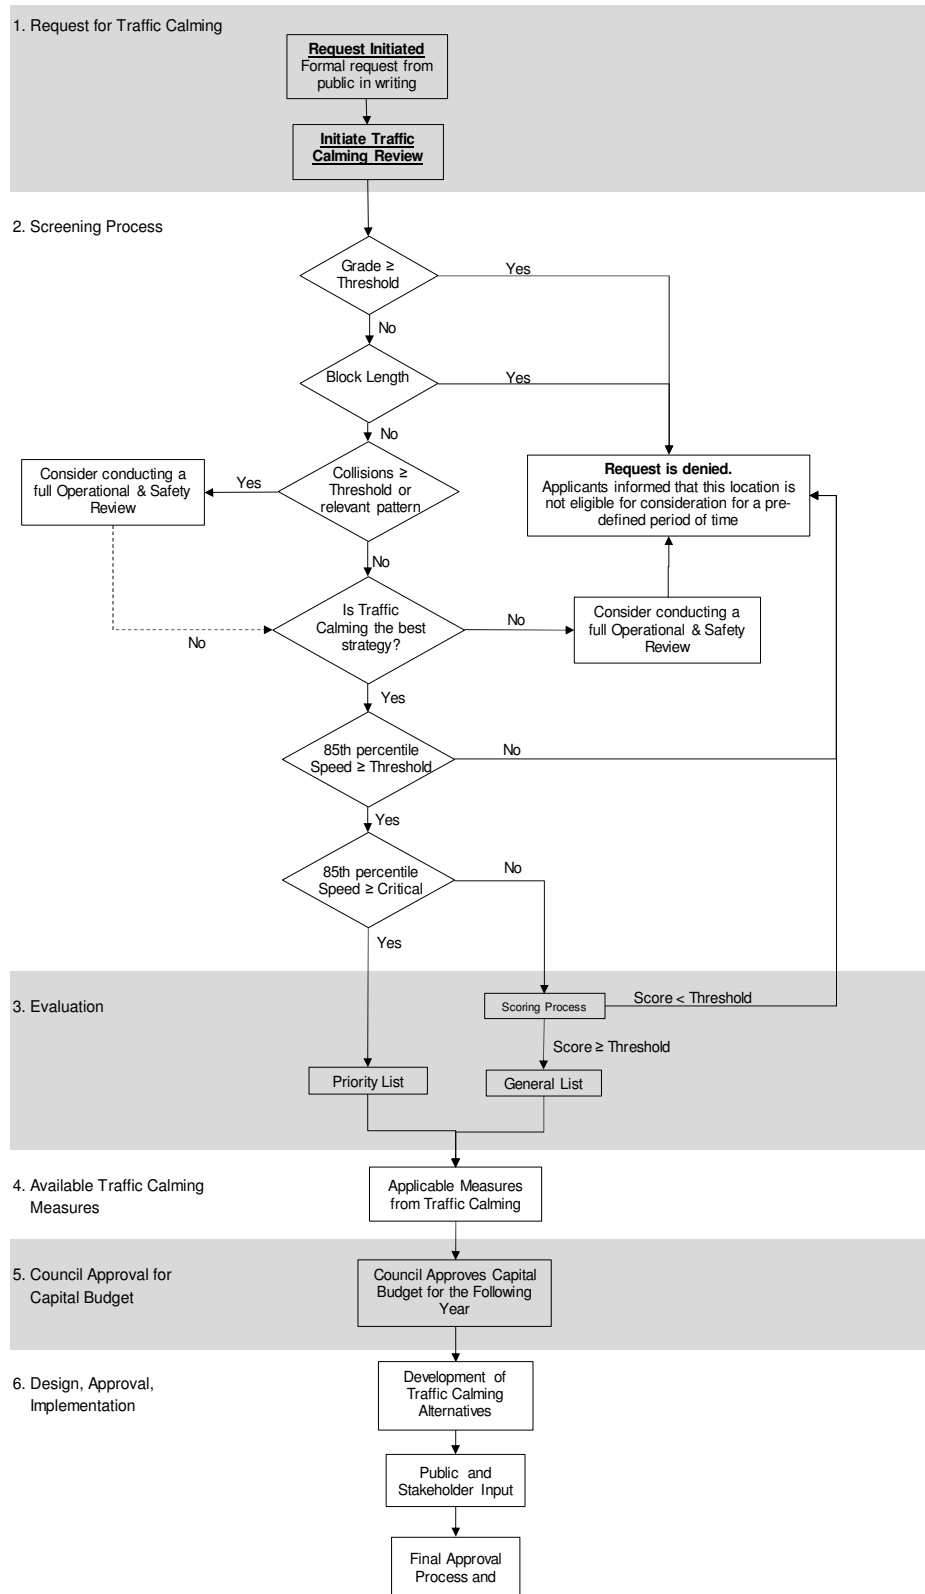 1. Request for Traffic Calming
Request Initiated
Formal request from
public in writing
Initiate Traffic
Calming Review
2. Screening Process
Grade ≥
Threshold
Yes
No
Block Length
Yes
No
Collisions ≥
Threshold or
relevant pattern
Yes
Consider conducting a
full Operational & Safety
Review
Request is denied.
Applicants informed that this location is
not eligible for consideration for a pre-
defined period of time
No
Is Traffic
Calming the best
strategy?
No
No
Consider conducting a
full Operational & Safety
Review
Yes
85th percentile
Speed ≥ Threshold
No
Yes
85th percentile
Speed ≥ Critical
No
Yes
3. Evaluation
Scoring Process
Score < Threshold
Score ≥ Threshold
Priority List
General List
4. Available Traffic Calming
Measures
Applicable Measures
from Traffic Calming
5. Council Approval for
Capital Budget
Council Approves Capital
Budget for the Following
Year
6. Design, Approval,
Implementation
Development of
Traffic Calming
Alternatives
Public and
Stakeholder Input
Final Approval
Process and